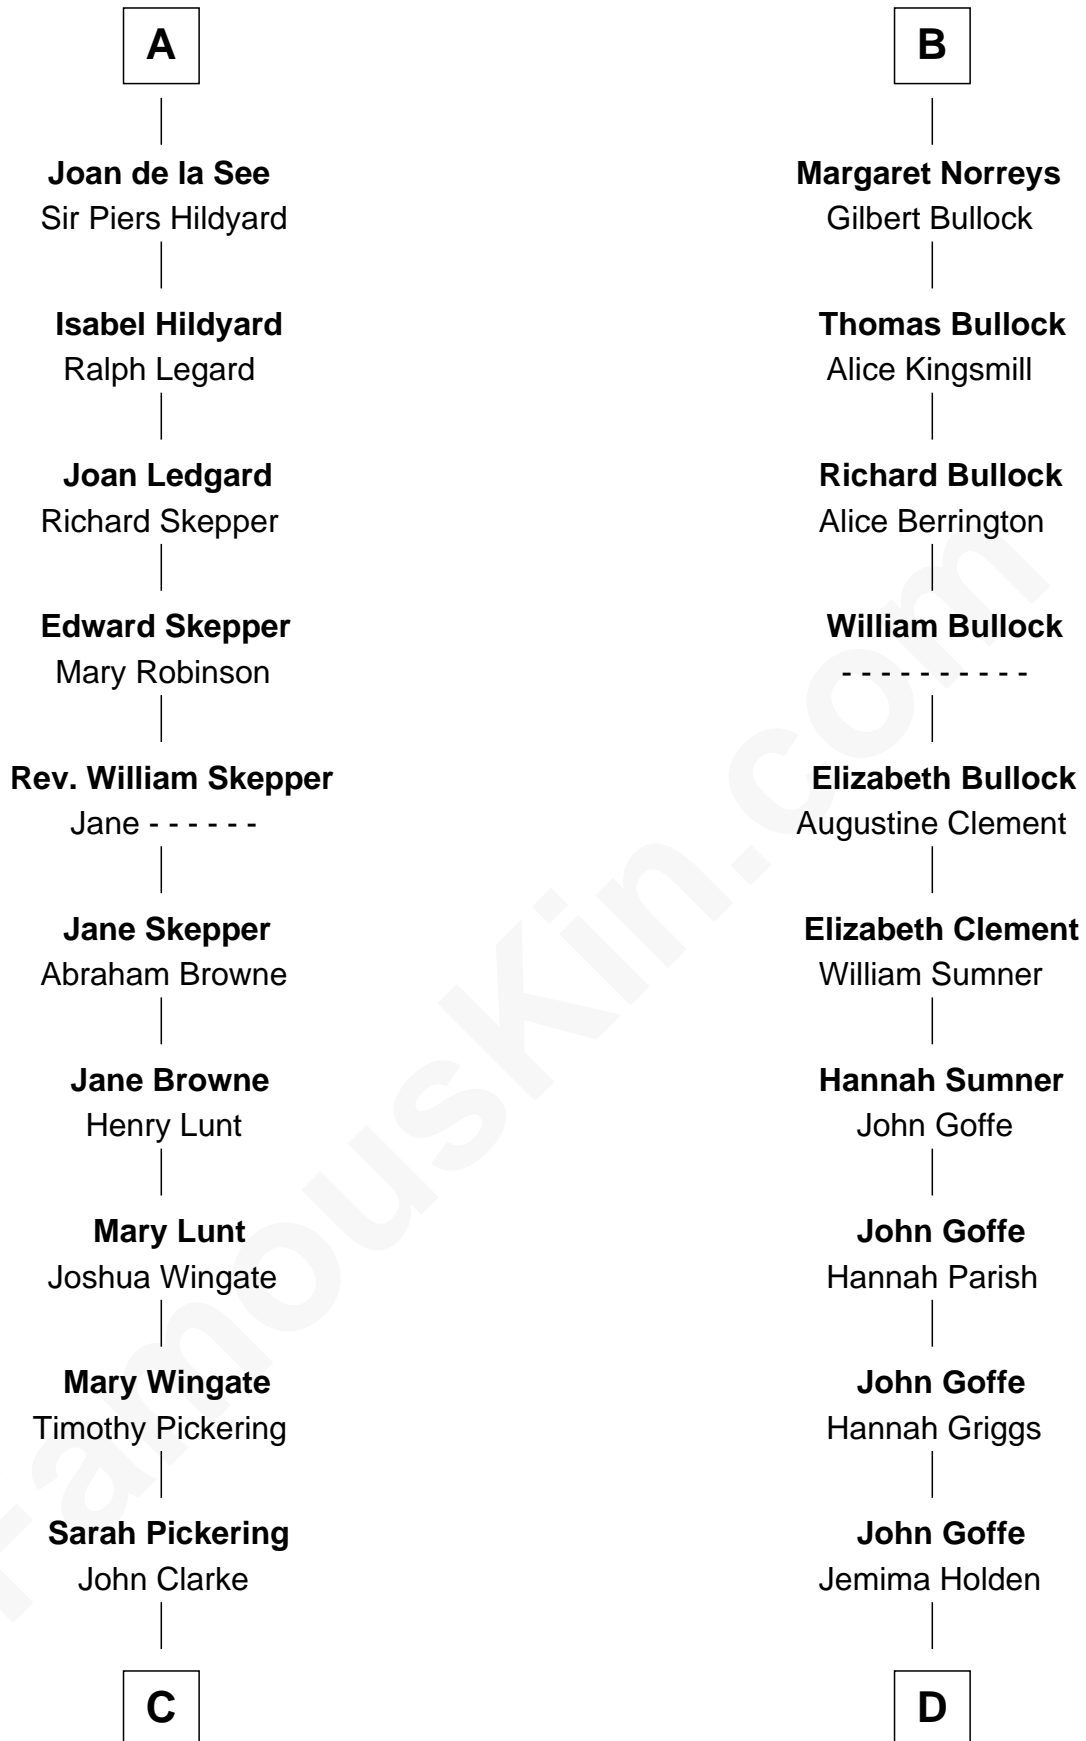 A
Joan de la See
Sir Piers Hildyard
Isabel Hildyard
Ralph Legard
Joan Ledgard
Richard Skepper
Edward Skepper
Mary Robinson
Rev. William Skepper
Jane - - - - - -
Jane Skepper
Abraham Browne
Jane Browne
Henry Lunt
Mary Lunt
Joshua Wingate
Mary Wingate
Timothy Pickering
Sarah Pickering
John Clarke
C
B
Margaret Norreys
Gilbert Bullock
Thomas Bullock
Alice Kingsmill
Richard Bullock
Alice Berrington
William Bullock
- - - - - - - - - -
Elizabeth Bullock
Augustine Clement
Elizabeth Clement
William Sumner
Hannah Sumner
John Goffe
John Goffe
Hannah Parish
John Goffe
Hannah Griggs
John Goffe
Jemima Holden
D
FamousKin.com